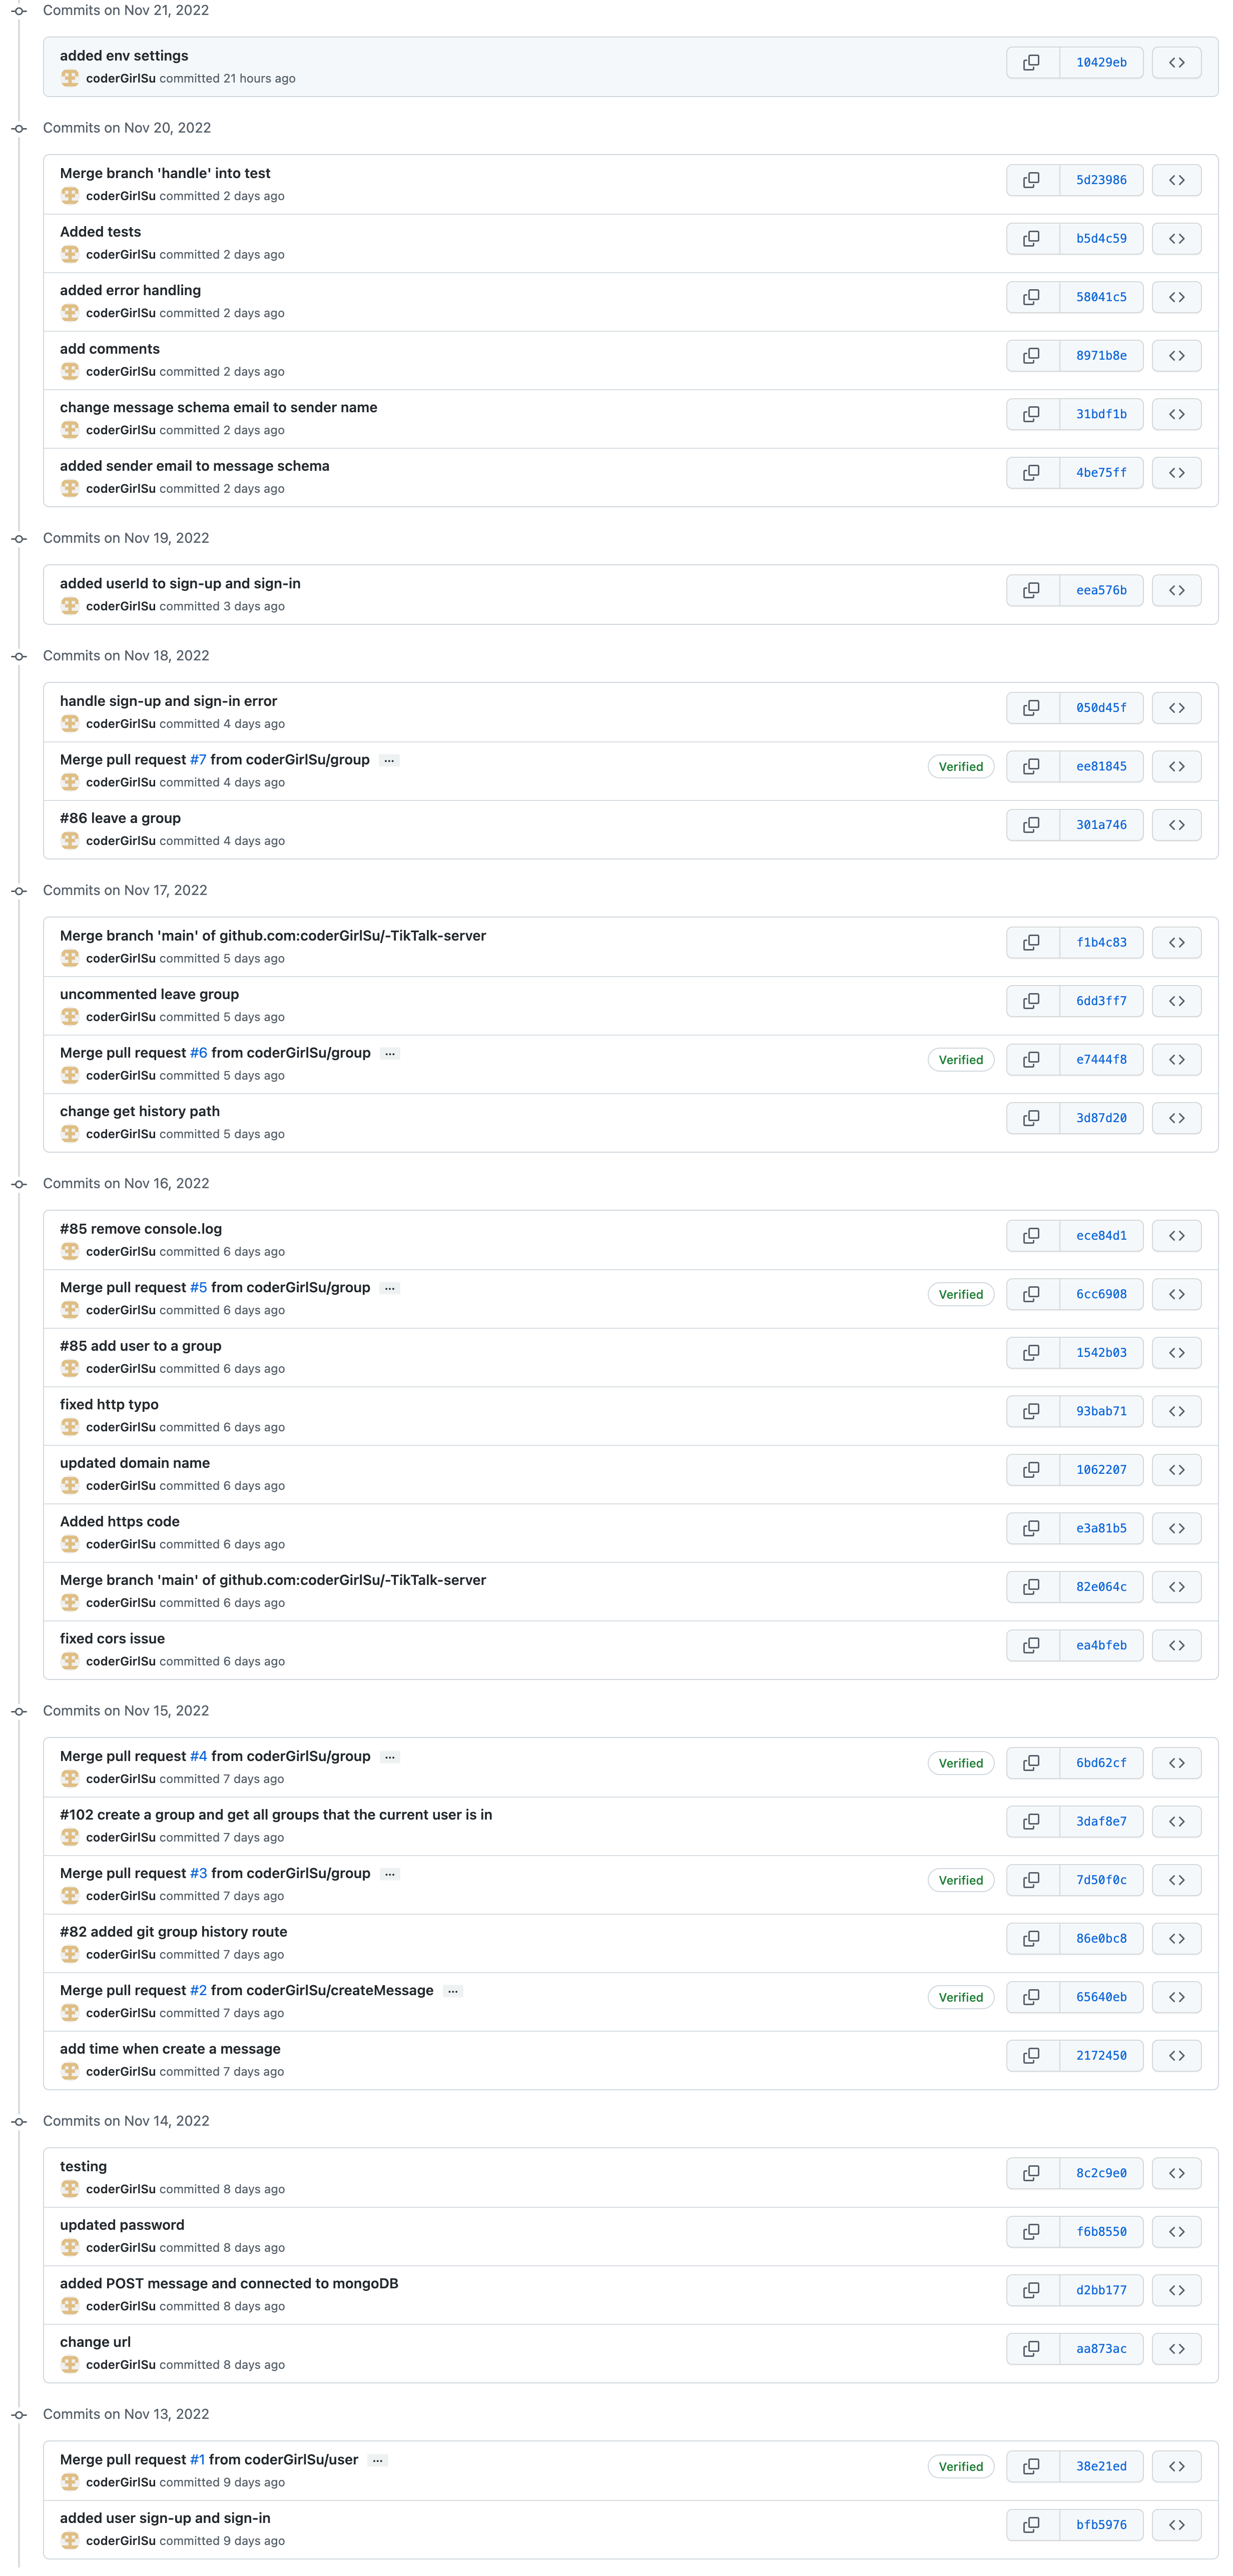 Commits on Nov 21, 2022
added env settings
coderGirlSu committed 21 hours ago
10429eb
Commits on Nov 20, 2022
Merge branch 'handle' into test
coderGirlSu committed 2 days ago
5d23986
Added tests
coderGirlSu committed 2 days ago
b5d4c59
added error handling
coderGirlSu committed 2 days ago
58041c5
add comments
coderGirlSu committed 2 days ago
8971b8e
change message schema email to sender name
coderGirlSu committed 2 days ago
31bdf1b
added sender email to message schema
coderGirlSu committed 2 days ago
4be75ff
Commits on Nov 19, 2022
added userId to sign-up and sign-in
coderGirlSu committed 3 days ago
eea576b
Commits on Nov 18, 2022
handle sign-up and sign-in error
coderGirlSu committed 4 days ago
050d45f
Merge pull request #7 from coderGirlSu/group ...
coderGirlSu committed 4 days ago
Verified
ee81845
#86 leave a group
coderGirlSu committed 4 days ago
301a746
Commits on Nov 17, 2022
Merge branch 'main' of github.com:coderGirlSu/-TikTalk-server
coderGirlSu committed 5 days ago
f1b4c83
uncommented leave group
coderGirlSu committed 5 days ago
6dd3ff7
Merge pull request #6 from coderGirlSu/group ...
coderGirlSu committed 5 days ago
Verified
e7444f8
change get history path
coderGirlSu committed 5 days ago
3d87d20
Commits on Nov 16, 2022
#85 remove console.log
coderGirlSu committed 6 days ago
ece84d1
Merge pull request #5 from coderGirlSu/group ...
coderGirlSu committed 6 days ago
Verified
6cc6908
#85 add user to a group
coderGirlSu committed 6 days ago
1542b03
fixed http typo
coderGirlSu committed 6 days ago
93bab71
updated domain name
coderGirlSu committed 6 days ago
1062207
Added https code
coderGirlSu committed 6 days ago
e3a81b5
Merge branch 'main' of github.com:coderGirlSu/-TikTalk-server
coderGirlSu committed 6 days ago
82e064c
fixed cors issue
coderGirlSu committed 6 days ago
ea4bfeb
Commits on Nov 15, 2022
Merge pull request #4 from coderGirlSu/group ...
coderGirlSu committed 7 days ago
Verified
6bd62cf
#102 create a group and get all groups that the current user is in
coderGirlSu committed 7 days ago
3daf8e7
Merge pull request #3 from coderGirlSu/group ...
coderGirlSu committed 7 days ago
Verified
7d50f0c
#82 added git group history route
coderGirlSu committed 7 days ago
86e0bc8
Merge pull request #2 from coderGirlSu/createMessage ...
coderGirlSu committed 7 days ago
Verified
65640eb
add time when create a message
coderGirlSu committed 7 days ago
2172450
Commits on Nov 14, 2022
testing
coderGirlSu committed 8 days ago
8c2c9e0
updated password
coderGirlSu committed 8 days ago
f6b8550
added POST message and connected to mongoDB
coderGirlSu committed 8 days ago
d2bb177
change url
coderGirlSu committed 8 days ago
aa873ac
Commits on Nov 13, 2022
Merge pull request #1 from coderGirlSu/user ...
coderGirlSu committed 9 days ago
Verified
38e21ed
added user sign-up and sign-in
coderGirlSu committed 9 days ago
bfb5976